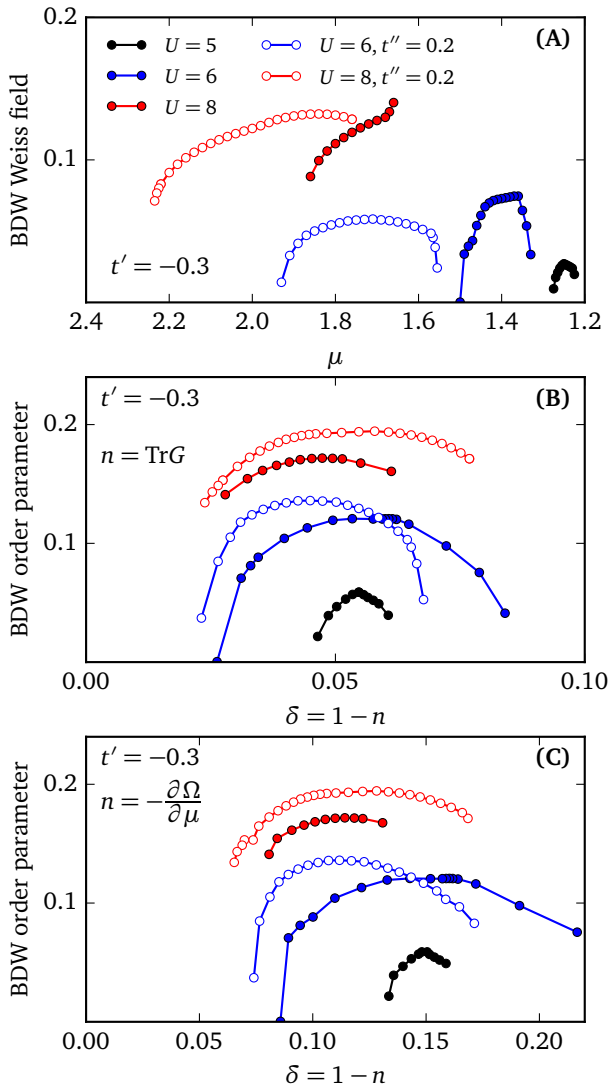 0.2
(A)
U = 5
U = 6, t″ = 0.2
U = 6
U = 8, t″ = 0.2
U = 8
0.1
BDW Weiss field
t′ = −0.3
2.4 2.2 2.0 1.8 1.6 1.4 1.2
μ
t′ = −0.3
(B)
0.2
n = TrG
0.1
BDW order parameter
0.00 0.05 0.10
δ = 1 − n
t′ = −0.3
(C)
0.2
n = −∂Ω/∂μ
0.1
BDW order parameter
0.00 0.05 0.10 0.15 0.20
δ = 1 − n